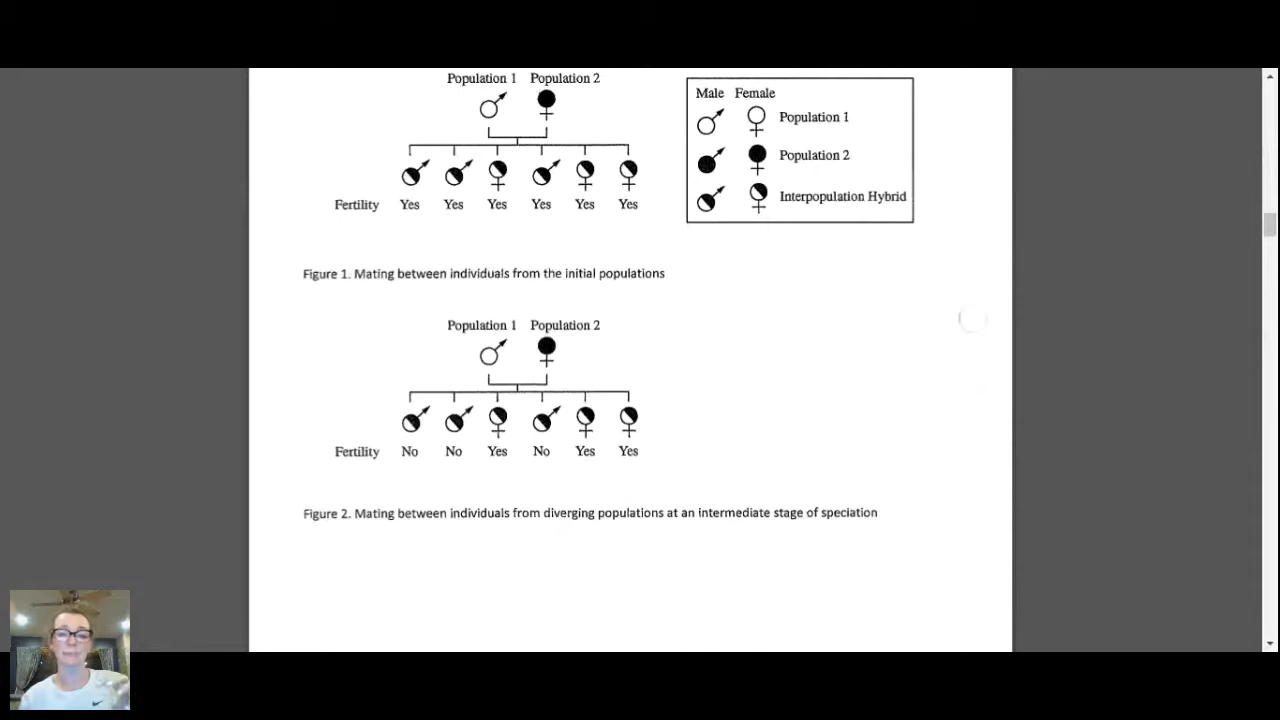 Population 1 Population 2
Male Female
Population 1
Population 2
Interpopulation Hybrid
Fertility Yes Yes Yes Yes Yes Yes
Figure 1. Mating between individuals from the initial populations
Population 1 Population 2
Fertility No No Yes No Yes Yes
Figure 2. Mating between individuals from diverging populations at an intermediate stage of speciation